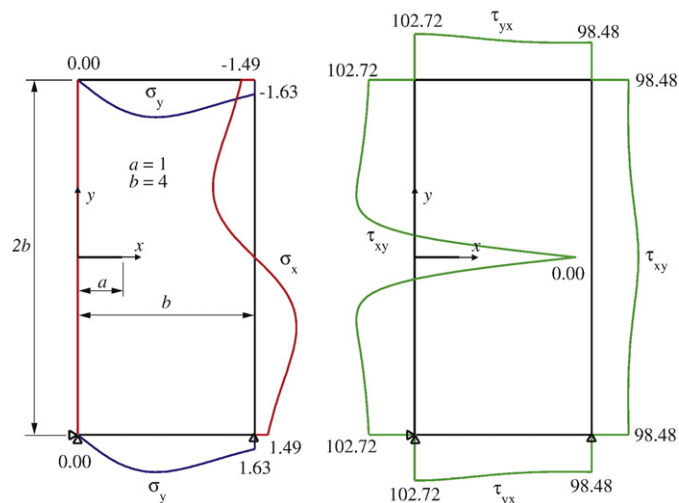 0.00
-1.49
σy
-1.63
a = 1
b = 4
y
2b
x
σx
a
b
0.00
1.49
1.63
σy
102.72
τyx
98.48
102.72
98.48
y
τxy
x
0.00
τxy
102.72
98.48
102.72
98.48
τyx